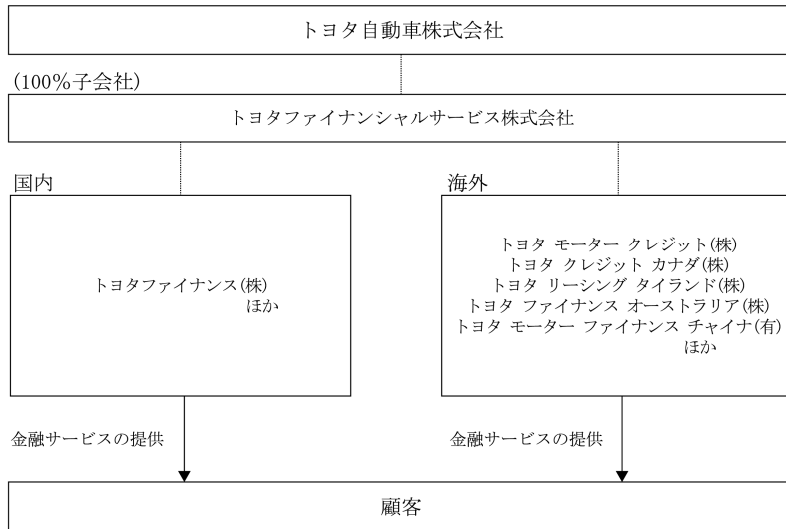 トヨタ自動車株式会社
(100%子会社)
トヨタファイナンシャルサービス株式会社
国内
海外
トヨタファイナンス(株)
ほか
トヨタ モーター クレジット(株)
トヨタ クレジット カナダ(株)
トヨタ リーシング タイランド(株)
トヨタ ファイナンス オーストラリア(株)
トヨタ モーター ファイナンス チャイナ(有)
ほか
金融サービスの提供
金融サービスの提供
顧客